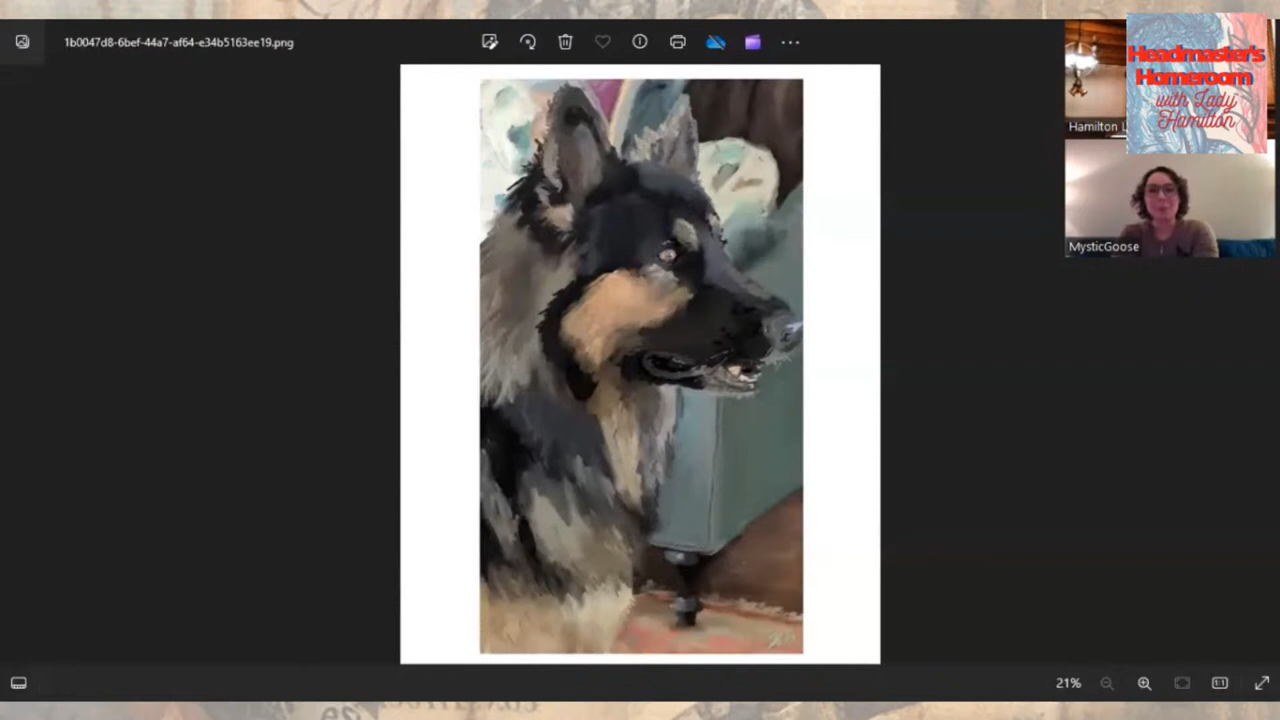 1b0047d8-6bef-44a7-af64-e34b5163ee19.png
Headmaster's
Homeroom
with Lady
Hamilton
Hamilton L
MysticGoose
21%